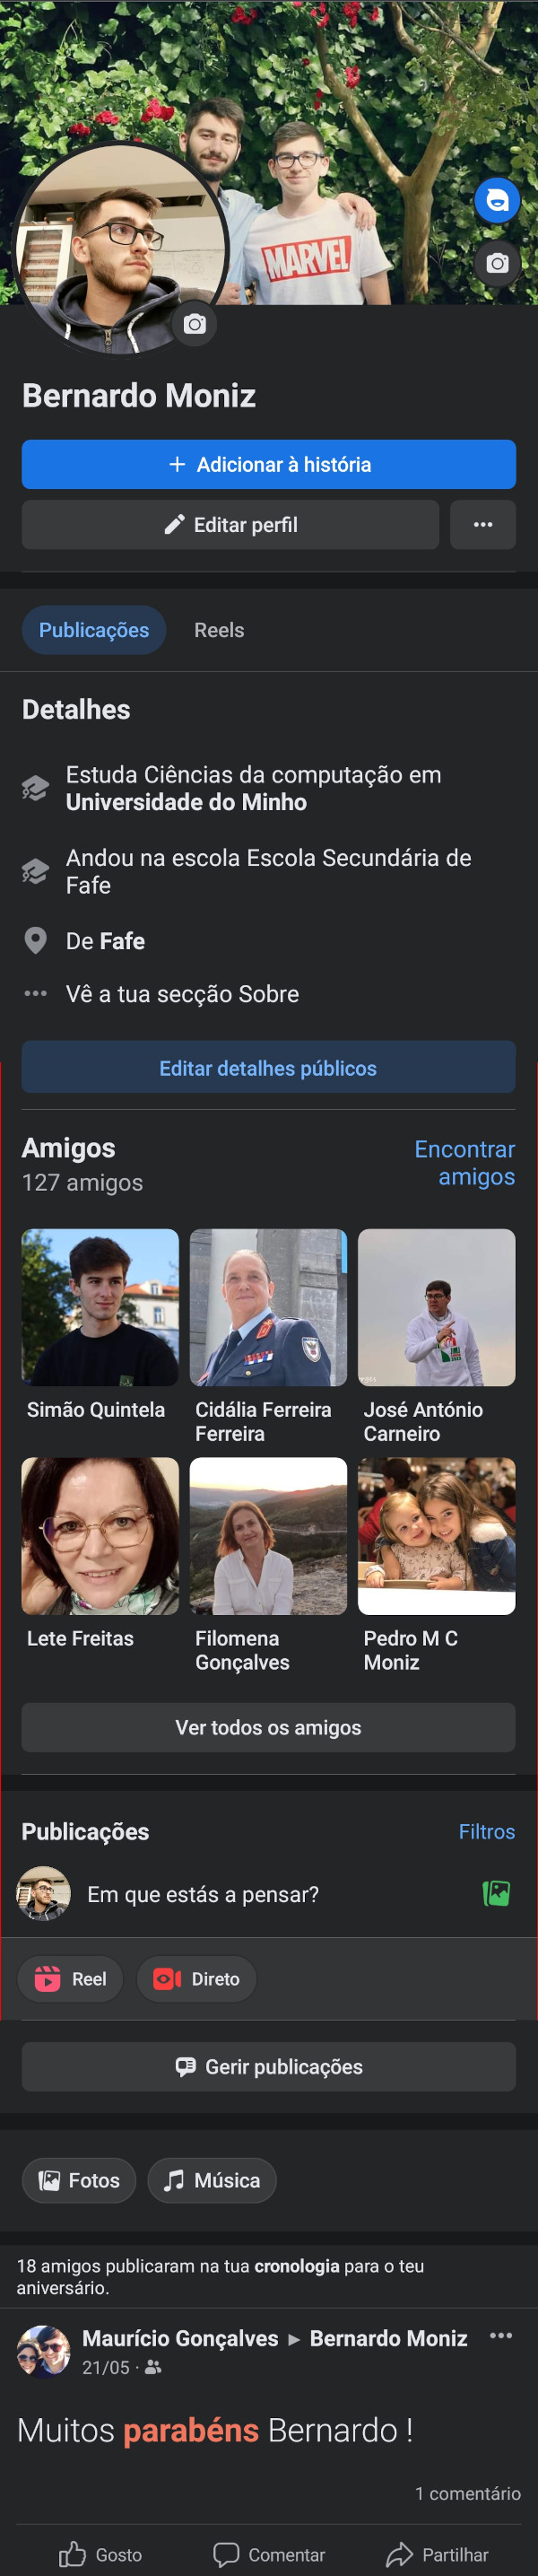 MARVEL
Bernardo Moniz
+ Adicionar à história
Editar perfil
Publicações Reels
Detalhes
Estuda Ciências da computação em
Universidade do Minho
Andou na escola Escola Secundária de
Fafe
De Fafe
Vê a tua secção Sobre
Editar detalhes públicos
Amigos
Encontrar
amigos
127 amigos
Simão Quintela
Cidália Ferreira
Ferreira
José António
Carneiro
Lete Freitas
Filomena
Gonçalves
Pedro M C
Moniz
Ver todos os amigos
Publicações Filtros
Em que estás a pensar?
Reel Direto
Gerir publicações
Fotos Música
18 amigos publicaram na tua cronologia para o teu
aniversário.
Maurício Gonçalves ▸ Bernardo Moniz
21/05 ·
Muitos parabéns Bernardo !
1 comentário
Gosto Comentar Partilhar